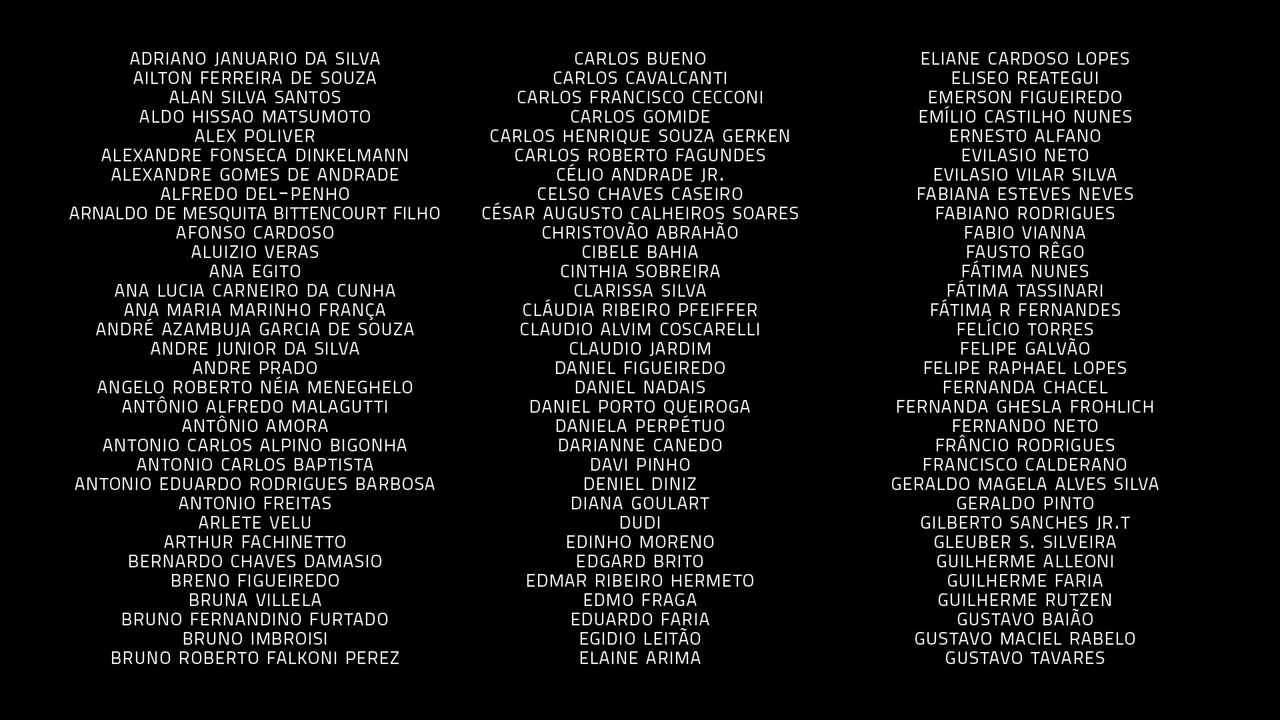 ADRIANO JANUARIO DA SILVA
AILTON FERREIRA DE SOUZA
ALAN SILVA SANTOS
ALDO HISSAO MATSUMOTO
ALEX POLIVER
ALEXANDRE FONSECA DINKELMANN
ALEXANDRE GOMES DE ANDRADE
ALFREDO DEL-PENHO
ARNALDO DE MESQUITA BITTENCOURT FILHO
AFONSO CARDOSO
ALUIZIO VERAS
ANA EGITO
ANA LUCIA CARNEIRO DA CUNHA
ANA MARIA MARINHO FRANÇA
ANDRÉ AZAMBUJA GARCIA DE SOUZA
ANDRE JUNIOR DA SILVA
ANDRE PRADO
ANGELO ROBERTO NÉIA MENEGHELO
ANTÔNIO ALFREDO MALAGUTTI
ANTÔNIO AMORA
ANTONIO CARLOS ALPINO BIGONHA
ANTONIO CARLOS BAPTISTA
ANTONIO EDUARDO RODRIGUES BARBOSA
ANTONIO FREITAS
ARLETE VELU
ARTHUR FACHINETTO
BERNARDO CHAVES DAMASIO
BRENO FIGUEIREDO
BRUNA VILLELA
BRUNO FERNANDINO FURTADO
BRUNO IMBROISI
BRUNO ROBERTO FALKONI PEREZ
CARLOS BUENO
CARLOS CAVALCANTI
CARLOS FRANCISCO CECCONI
CARLOS GOMIDE
CARLOS HENRIQUE SOUZA GERKEN
CARLOS ROBERTO FAGUNDES
CÉLIO ANDRADE JR.
CELSO CHAVES CASEIRO
CÉSAR AUGUSTO CALHEIROS SOARES
CHRISTOVÃO ABRAHÃO
CIBELE BAHIA
CINTHIA SOBREIRA
CLARISSA SILVA
CLÁUDIA RIBEIRO PFEIFFER
CLAUDIO ALVIM COSCARELLI
CLAUDIO JARDIM
DANIEL FIGUEIREDO
DANIEL NADAIS
DANIEL PORTO QUEIROGA
DANIELA PERPÉTUO
DARIANNE CANEDO
DAVI PINHO
DENIEL DINIZ
DIANA GOULART
DUDI
EDINHO MORENO
EDGARD BRITO
EDMAR RIBEIRO HERMETO
EDMO FRAGA
EDUARDO FARIA
EGIDIO LEITÃO
ELAINE ARIMA
ELIANE CARDOSO LOPES
ELISEO REATEGUI
EMERSON FIGUEIREDO
EMÍLIO CASTILHO NUNES
ERNESTO ALFANO
EVILASIO NETO
EVILASIO VILAR SILVA
FABIANA ESTEVES NEVES
FABIANO RODRIGUES
FABIO VIANNA
FAUSTO RÊGO
FÁTIMA NUNES
FÁTIMA TASSINARI
FÁTIMA R FERNANDES
FELÍCIO TORRES
FELIPE GALVÃO
FELIPE RAPHAEL LOPES
FERNANDA CHACEL
FERNANDA GHESLA FROHLICH
FERNANDO NETO
FRÂNCIO RODRIGUES
FRANCISCO CALDERANO
GERALDO MAGELA ALVES SILVA
GERALDO PINTO
GILBERTO SANCHES JR.T
GLEUBER S. SILVEIRA
GUILHERME ALLEONI
GUILHERME FARIA
GUILHERME RUTZEN
GUSTAVO BAIÃO
GUSTAVO MACIEL RABELO
GUSTAVO TAVARES